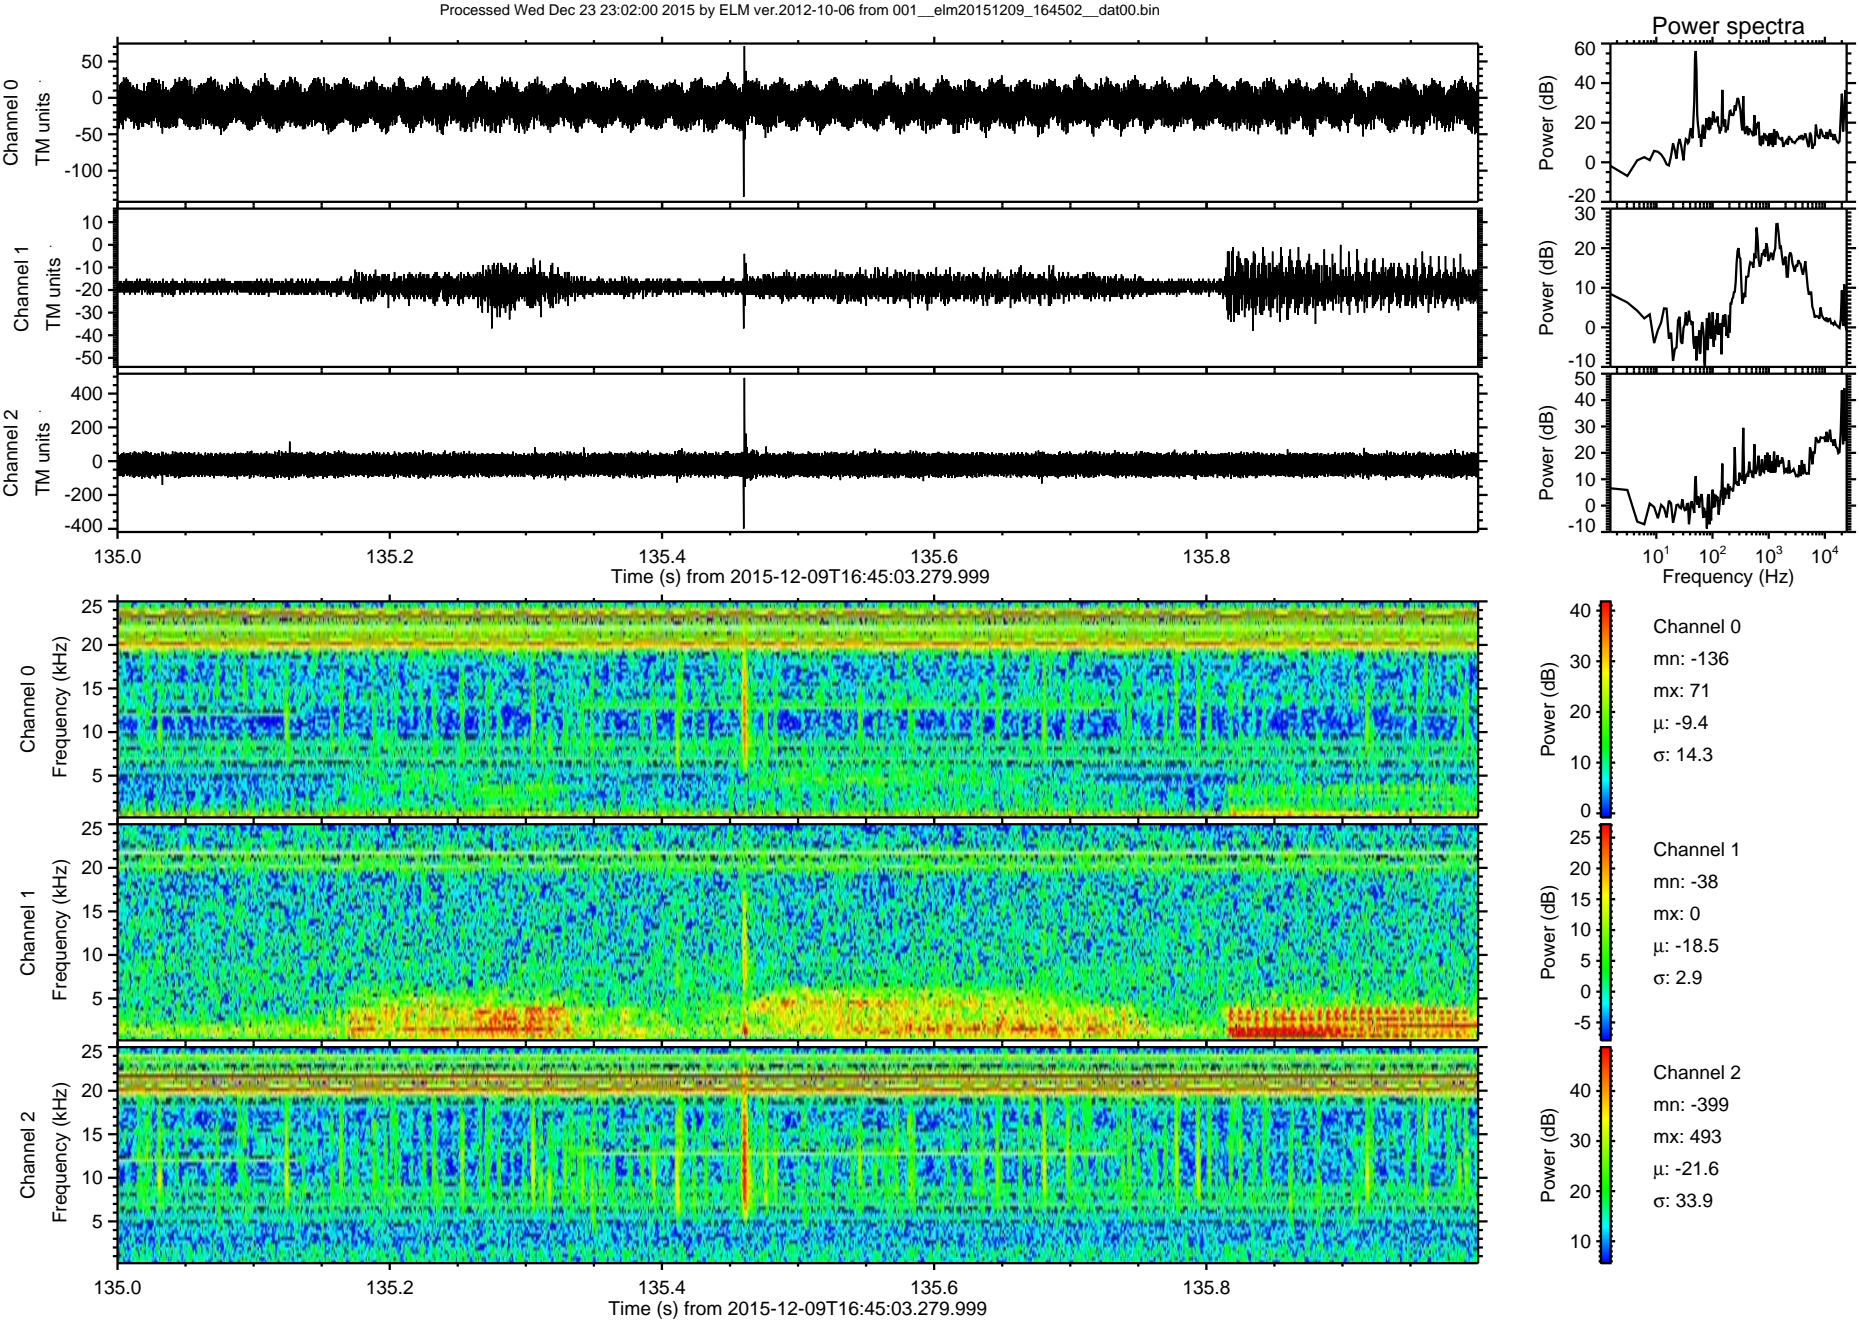 Processed Wed Dec 23 23:02:00 2015 by ELM ver.2012-10-06 from 001__elm20151209_164502__dat00.bin
Power spectra
Channel 0
TM units
50
0
-50
-100
Power (dB)
60
40
20
0
-20
Channel 1
TM units
10
0
-10
-20
-30
-40
-50
Power (dB)
30
20
10
0
-10
Channel 2
TM units
400
200
0
-200
-400
Power (dB)
50
40
30
20
10
0
-10
135.0 135.2 135.4 135.6 135.8
Time (s) from 2015-12-09T16:45:03.279.999
10¹ 10² 10³ 10⁴
Frequency (Hz)
Channel 0
Frequency (kHz)
25
20
15
10
5
Power (dB)
40
30
20
10
0
Channel 0
mn: -136
mx: 71
μ: -9.4
σ: 14.3
Channel 1
Frequency (kHz)
25
20
15
10
5
Power (dB)
25
20
15
10
5
0
-5
Channel 1
mn: -38
mx: 0
μ: -18.5
σ: 2.9
Channel 2
Frequency (kHz)
25
20
15
10
5
Power (dB)
40
30
20
10
Channel 2
mn: -399
mx: 493
μ: -21.6
σ: 33.9
135.0 135.2 135.4 135.6 135.8
Time (s) from 2015-12-09T16:45:03.279.999